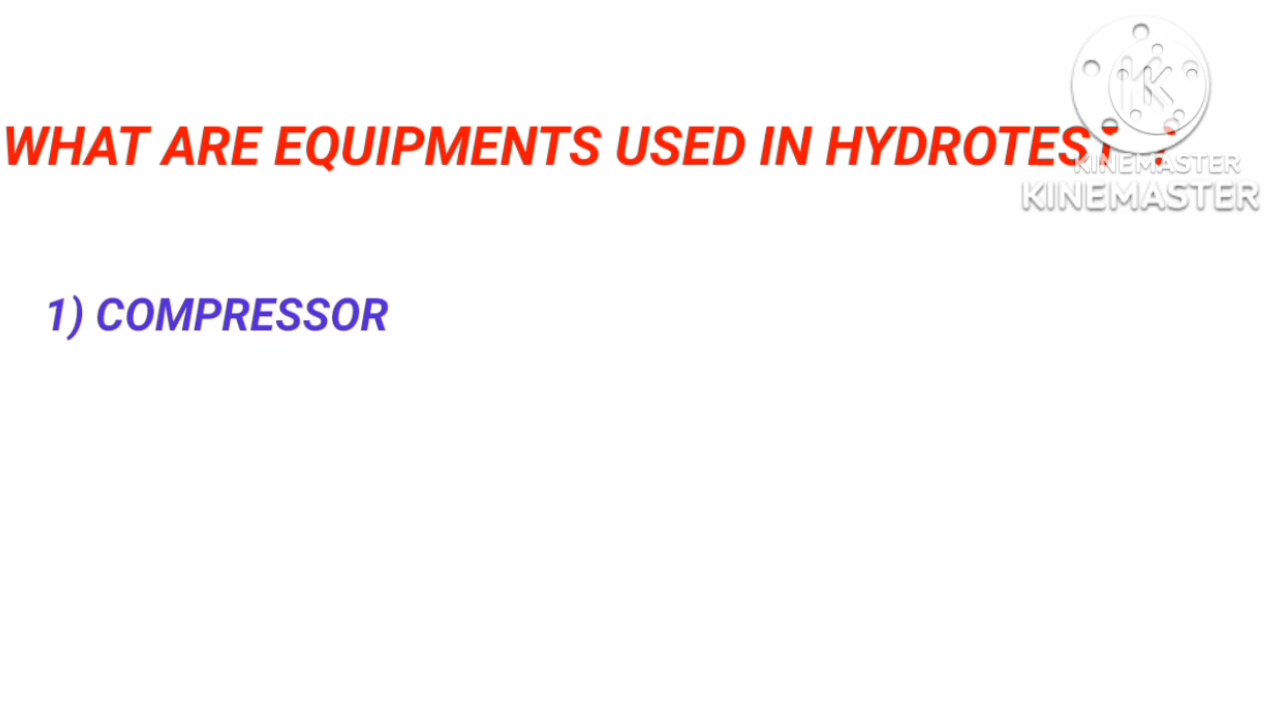 WHAT ARE EQUIPMENTS USED IN HYDROTEST ?
KINEMASTER
KINEMASTER
1) COMPRESSOR